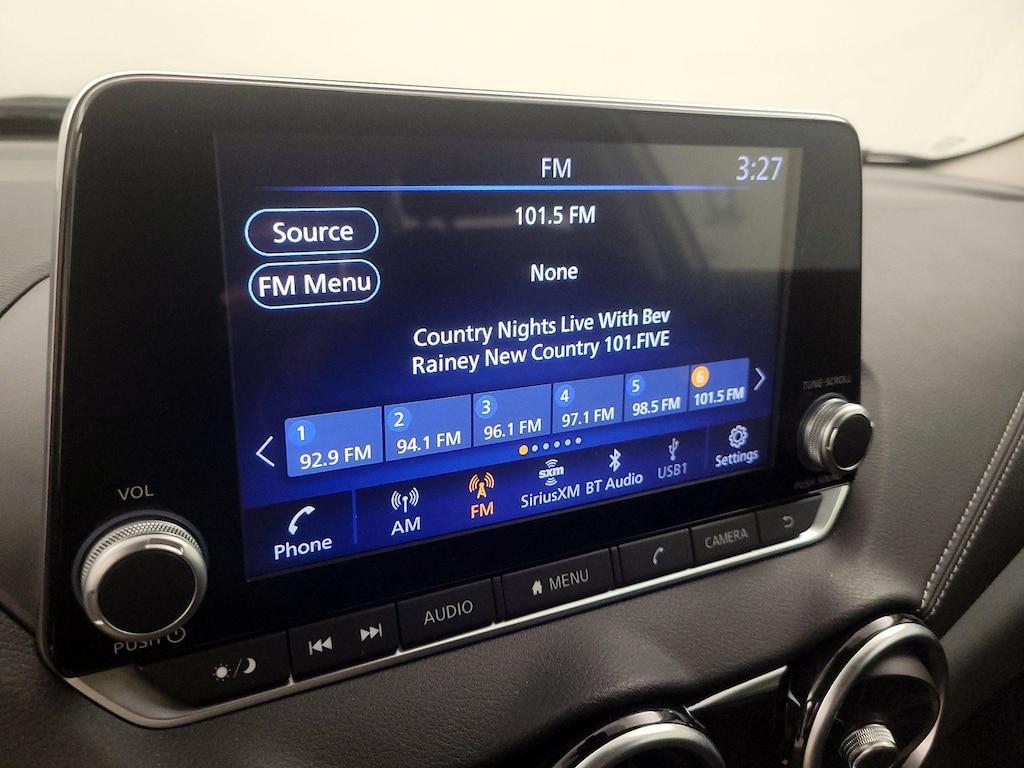 FM
3:27
Source
101.5 FM
FM Menu
None
Country Nights Live With Bev
Rainey New Country 101.FIVE
1
92.9 FM
2
94.1 FM
3
96.1 FM
4
97.1 FM
5
98.5 FM
6
101.5 FM
Phone
AM
FM
sxm
SiriusXM
BT Audio
USB1
Settings
VOL
PUSH
TUNE·SCROLL
PUSH SOUND
AUDIO
MENU
CAMERA